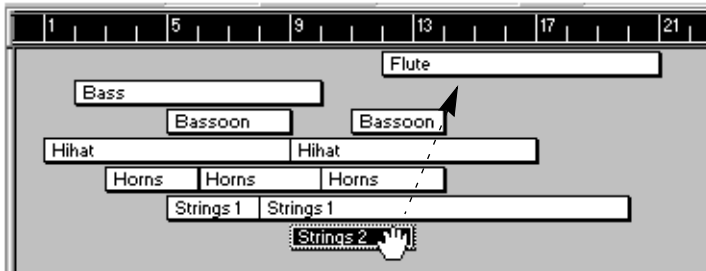 1 5 9 13 17 21
Flute
Bass
Bassoon Bassoon
Hihat Hihat
Horns Horns Horns
Strings 1 Strings 1
Strings 2